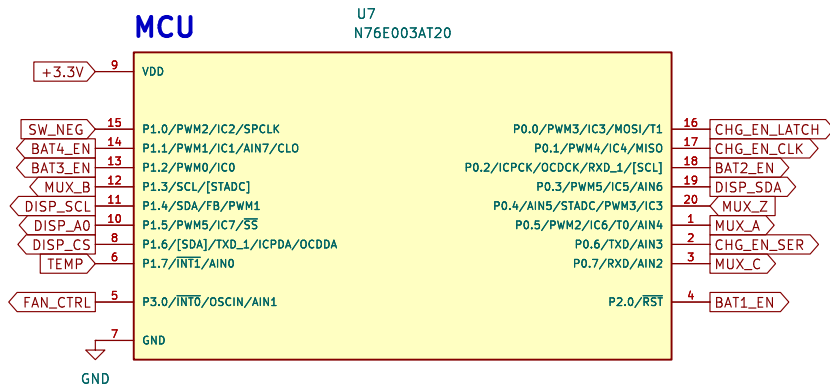 MCU
U7
N76E003AT20
+3.3V 9 VDD
SW_NEG 15 P1.0/PWM2/IC2/SPCLK P0.0/PWM3/IC3/MOSI/T1 16 CHG_EN_LATCH
BAT4_EN 14 P1.1/PWM1/IC1/AIN7/CLO P0.1/PWM4/IC4/MISO 17 CHG_EN_CLK
BAT3_EN 13 P1.2/PWM0/IC0 P0.2/ICPCK/OCDCK/RXD_1/[SCL] 18 BAT2_EN
MUX_B 12 P1.3/SCL/[STADC] P0.3/PWM5/IC5/AIN6 19 DISP_SDA
DISP_SCL 11 P1.4/SDA/FB/PWM1 P0.4/AIN5/STADC/PWM3/IC3 20 MUX_Z
DISP_A0 10 P1.5/PWM5/IC7/SS P0.5/PWM2/IC6/T0/AIN4 1 MUX_A
DISP_CS 8 P1.6/[SDA]/TXD_1/ICPDA/OCDDA P0.6/TXD/AIN3 2 CHG_EN_SER
TEMP 6 P1.7/INT1/AIN0 P0.7/RXD/AIN2 3 MUX_C
FAN_CTRL 5 P3.0/INT0/OSCIN/AIN1 P2.0/RST 4 BAT1_EN
7 GND
GND